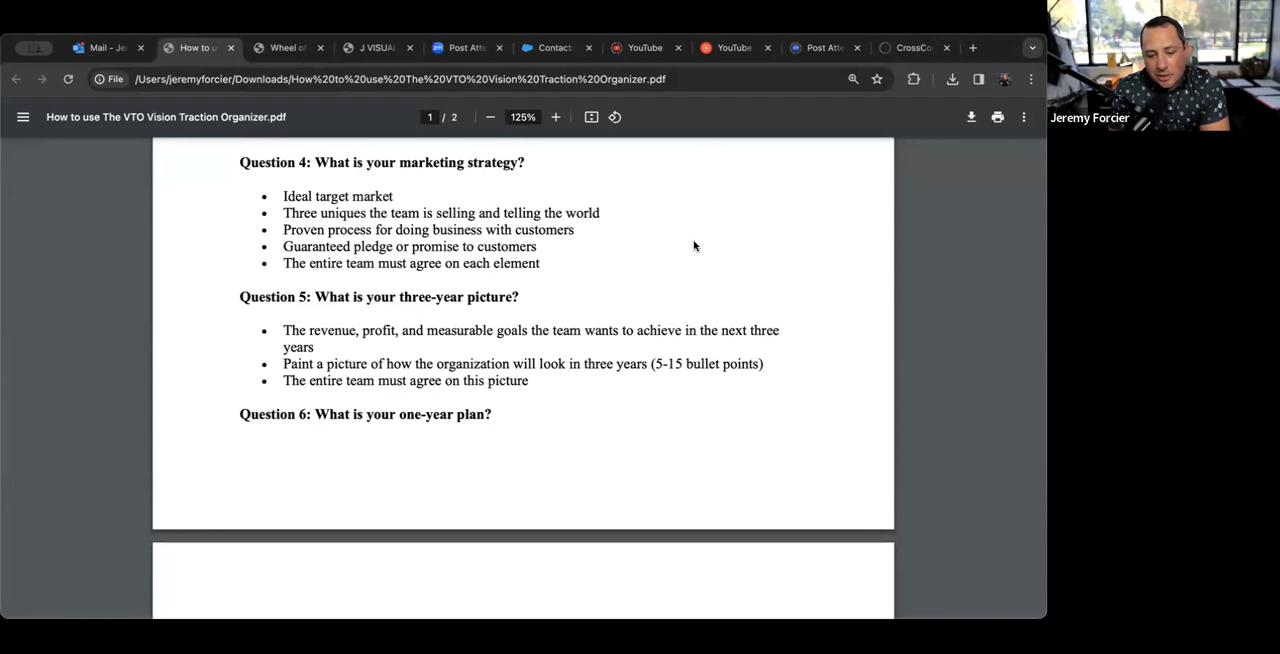 Mail - Je
How to u
Wheel of
J VISUAI
Post Atte
Contact:
YouTube
YouTube
Post Atte
CrossCo
File
/Users/jeremyforcier/Downloads/How%20to%20use%20The%20VTO%20Vision%20Traction%20Organizer.pdf
How to use The VTO Vision Traction Organizer.pdf
1 / 2
125%
Jeremy Forcier
Question 4: What is your marketing strategy?
• Ideal target market
• Three uniques the team is selling and telling the world
• Proven process for doing business with customers
• Guaranteed pledge or promise to customers
• The entire team must agree on each element
Question 5: What is your three-year picture?
• The revenue, profit, and measurable goals the team wants to achieve in the next three
years
• Paint a picture of how the organization will look in three years (5-15 bullet points)
• The entire team must agree on this picture
Question 6: What is your one-year plan?